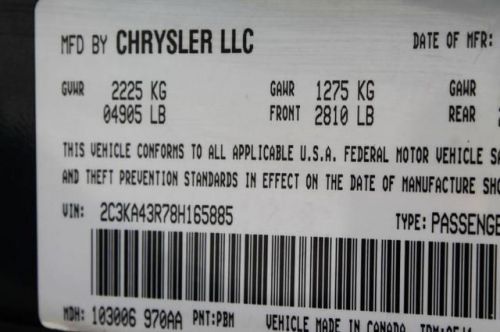 MFD BY CHRYSLER LLC DATE OF MFR:
GVWR 2225 KG GAWR 1275 KG GAWR
04905 LB FRONT 2810 LB REAR
THIS VEHICLE CONFORMS TO ALL APPLICABLE U.S.A. FEDERAL MOTOR VEHICLE SA
AND THEFT PREVENTION STANDARDS IN EFFECT ON THE DATE OF MANUFACTURE SHO
VIN: 2C3KA43R78H165885 TYPE: PASSENGE
MDH: 103006 970AA PNT:PBM VEHICLE MADE IN CANADA